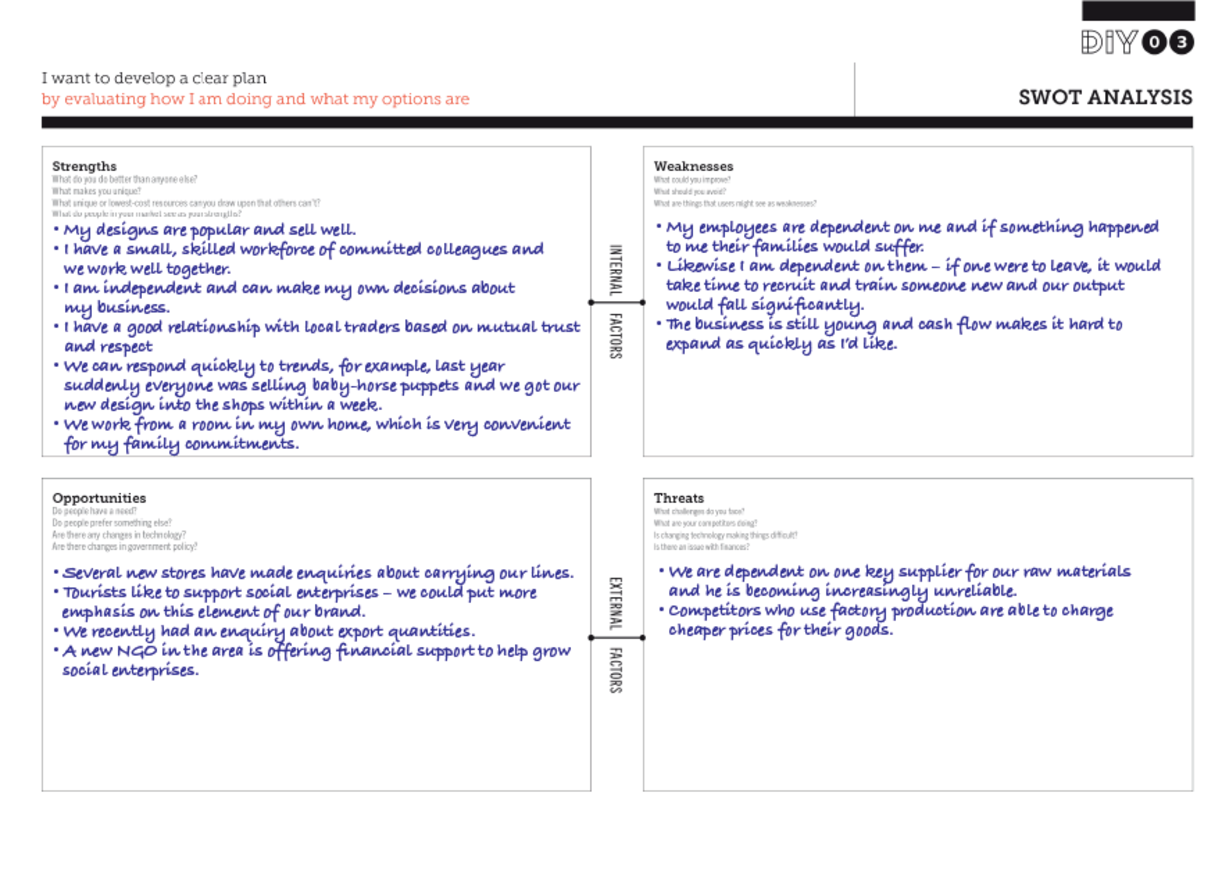 DIY 03
I want to develop a clear plan
by evaluating how I am doing and what my options are
SWOT ANALYSIS
Strengths
What do you do better than anyone else?
What makes you unique?
What unique or lowest-cost resources can you draw upon that others can't?
What do people in your market see as your strengths?
• My designs are popular and sell well.
• I have a small, skilled workforce of committed colleagues and
we work well together.
• I am independent and can make my own decisions about
my business.
• I have a good relationship with local traders based on mutual trust
and respect
• We can respond quickly to trends, for example, last year
suddenly everyone was selling baby-horse puppets and we got our
new design into the shops within a week.
• We work from a room in my own home, which is very convenient
for my family commitments.
INTERNAL FACTORS
Weaknesses
What could you improve?
What should you avoid?
What are things that users might see as weaknesses?
• My employees are dependent on me and if something happened
to me their families would suffer.
• Likewise I am dependent on them – if one were to leave, it would
take time to recruit and train someone new and our output
would fall significantly.
• The business is still young and cash flow makes it hard to
expand as quickly as I'd like.
Opportunities
Do people have a need?
Do people prefer something else?
Are there any changes in technology?
Are there changes in government policy?
• Several new stores have made enquiries about carrying our lines.
• Tourists like to support social enterprises – we could put more
emphasis on this element of our brand.
• We recently had an enquiry about export quantities.
• A new NGO in the area is offering financial support to help grow
social enterprises.
EXTERNAL FACTORS
Threats
What challenges do you face?
What are your competitors doing?
Is changing technology making things difficult?
Is there an issue with finances?
• We are dependent on one key supplier for our raw materials
and he is becoming increasingly unreliable.
• Competitors who use factory production are able to charge
cheaper prices for their goods.